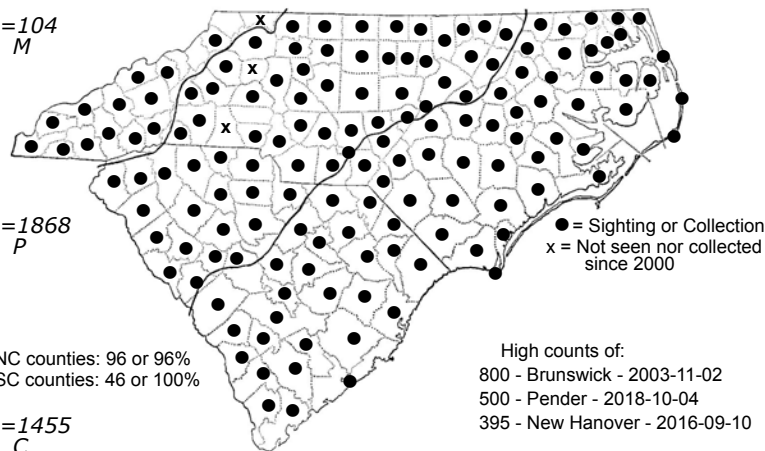 =104
M
x
x
x
=1868
P
● = Sighting or Collection
x = Not seen nor collected
since 2000
NC counties: 96 or 96%
SC counties: 46 or 100%
High counts of:
800 - Brunswick - 2003-11-02
500 - Pender - 2018-10-04
395 - New Hanover - 2016-09-10
=1455
C